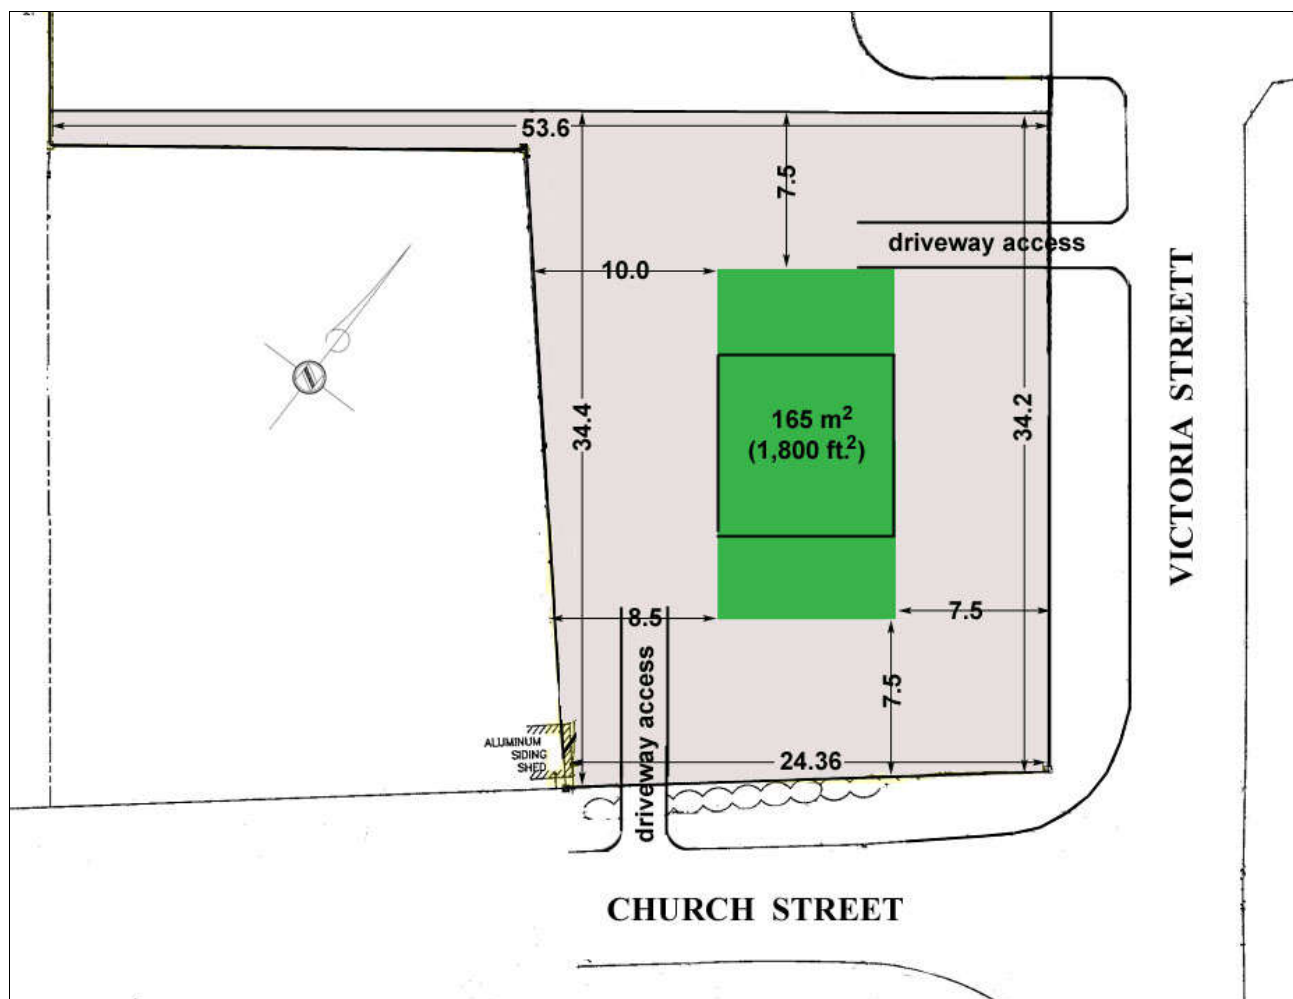 53.6
7.5
driveway access
10.0
34.4
34.2
165 m²
(1,800 ft.²)
VICTORIA STREETT
8.5
7.5
driveway access
7.5
ALUMINUM
SIDING
SHED
24.36
CHURCH STREET